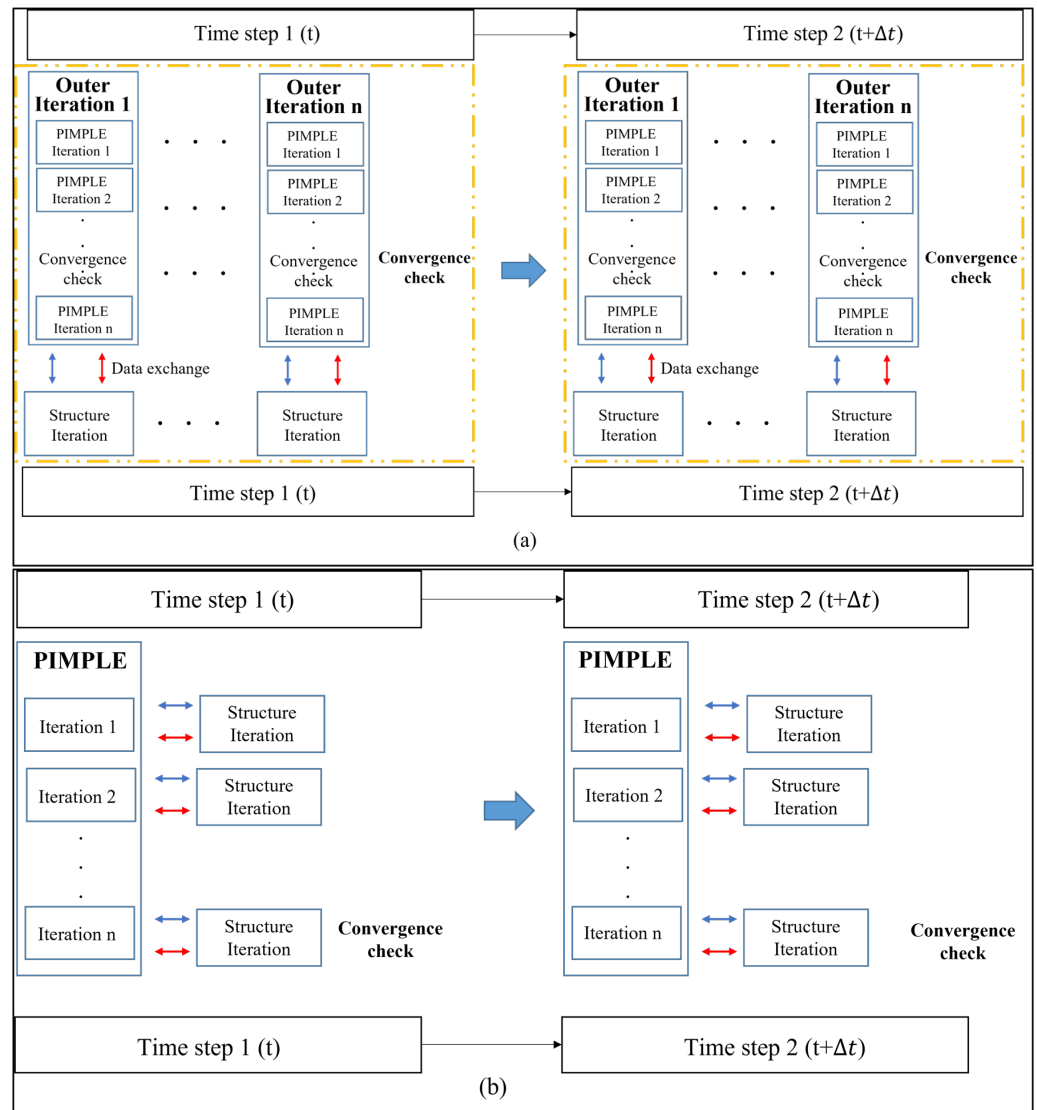 Time step 1 (t)
Time step 2 (t+Δt)
Outer
Iteration 1
PIMPLE
Iteration 1
PIMPLE
Iteration 2
Convergence
check
PIMPLE
Iteration n
Outer
Iteration n
PIMPLE
Iteration 1
PIMPLE
Iteration 2
Convergence
check
PIMPLE
Iteration n
Convergence
check
Data exchange
Structure
Iteration
Structure
Iteration
Outer
Iteration 1
PIMPLE
Iteration 1
PIMPLE
Iteration 2
Convergence
check
PIMPLE
Iteration n
Outer
Iteration n
PIMPLE
Iteration 1
PIMPLE
Iteration 2
Convergence
check
PIMPLE
Iteration n
Convergence
check
Data exchange
Structure
Iteration
Structure
Iteration
Time step 1 (t)
Time step 2 (t+Δt)
(a)
Time step 1 (t)
Time step 2 (t+Δt)
PIMPLE
Iteration 1
Structure
Iteration
Iteration 2
Structure
Iteration
Iteration n
Structure
Iteration
Convergence
check
PIMPLE
Iteration 1
Structure
Iteration
Iteration 2
Structure
Iteration
Iteration n
Structure
Iteration
Convergence
check
Time step 1 (t)
Time step 2 (t+Δt)
(b)